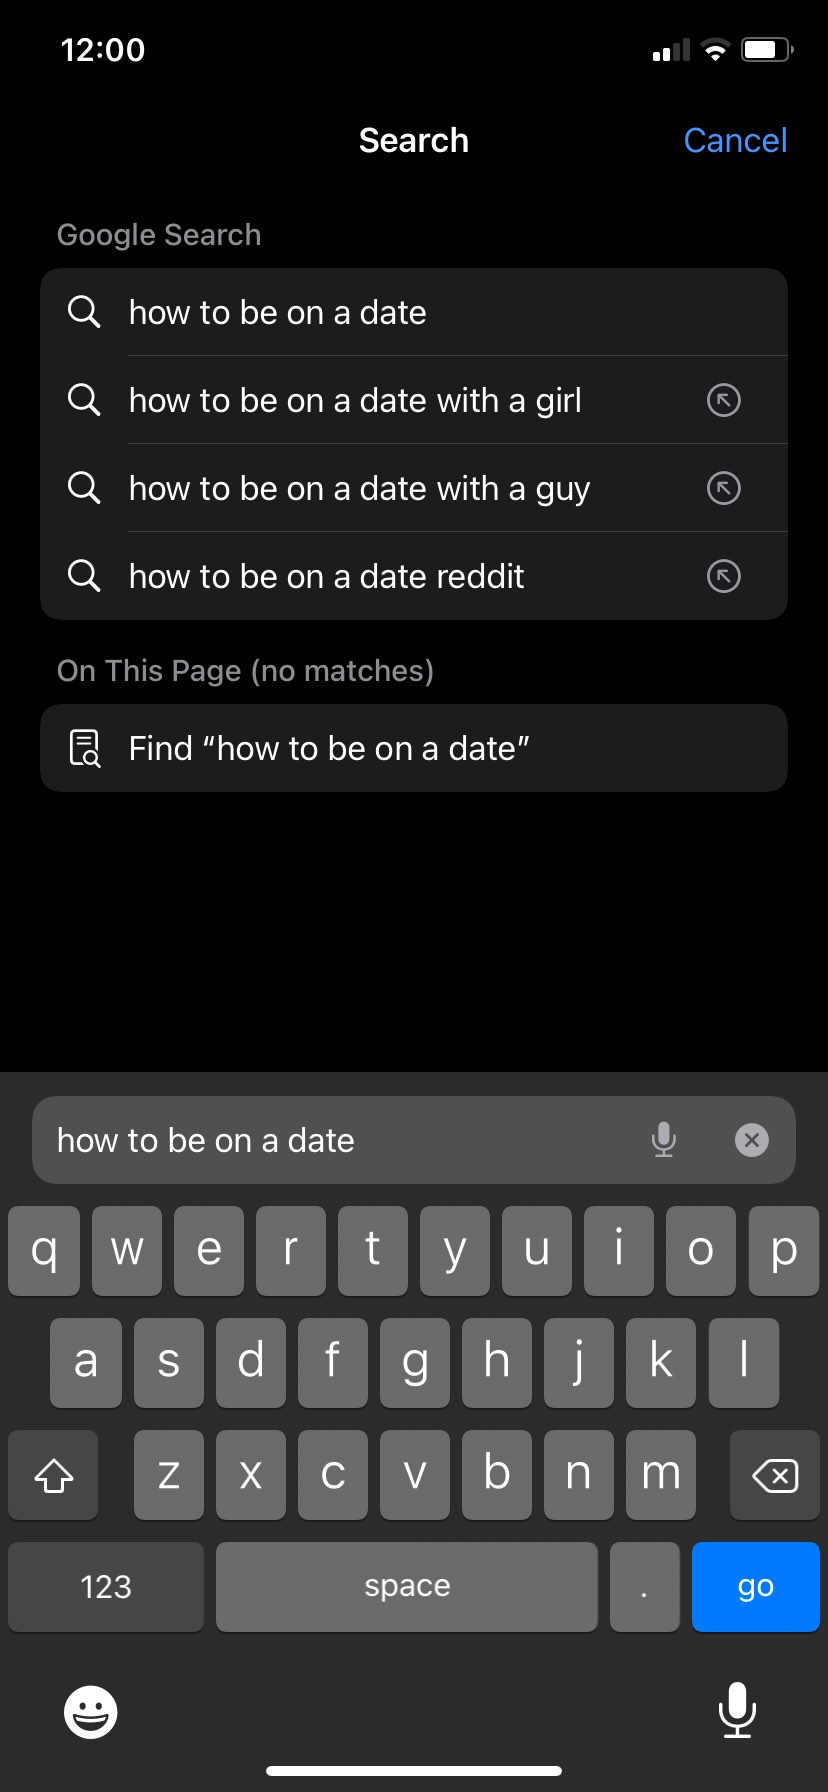 12:00
Search
Cancel
Google Search
how to be on a date
how to be on a date with a girl
how to be on a date with a guy
how to be on a date reddit
On This Page (no matches)
Find “how to be on a date”
how to be on a date
q w e r t y u i o p
a s d f g h j k l
z x c v b n m
123 space . go